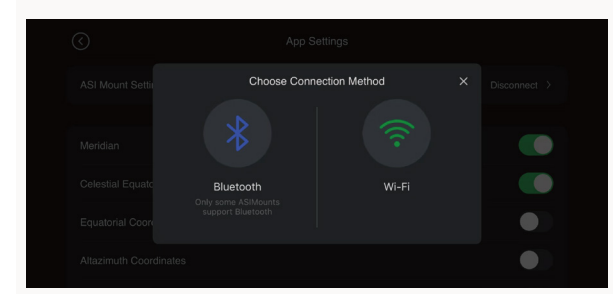 App Settings
ASI Mount Setti
Disconnect
Choose Connection Method
Bluetooth
Only some ASIMounts
support Bluetooth
Wi-Fi
Meridian
Celestial Equato
Equatorial Coor
Altazimuth Coordinates